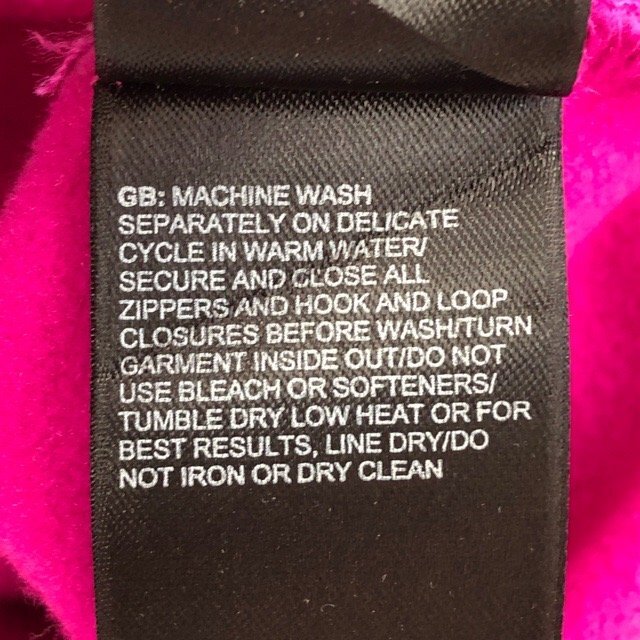 GB: MACHINE WASH
SEPARATELY ON DELICATE
CYCLE IN WARM WATER/
SECURE AND CLOSE ALL
ZIPPERS AND HOOK AND LOOP
CLOSURES BEFORE WASH/TURN
GARMENT INSIDE OUT/DO NOT
USE BLEACH OR SOFTENERS/
TUMBLE DRY LOW HEAT OR FOR
BEST RESULTS, LINE DRY/DO
NOT IRON OR DRY CLEAN